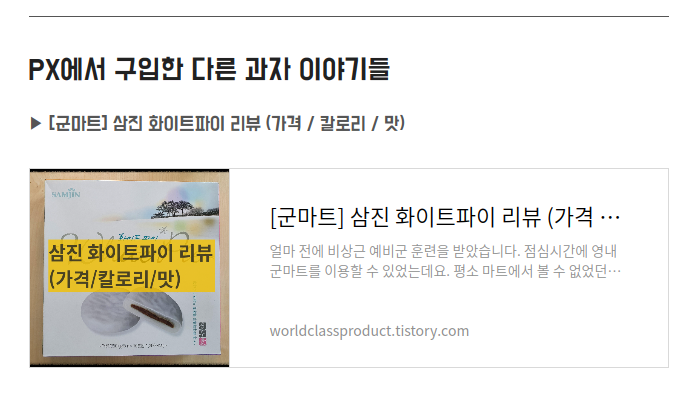 PX에서 구입한 다른 과자 이야기들
▶ [군마트] 삼진 화이트파이 리뷰 (가격 / 칼로리 / 맛)
SAMJIN
삼진 화이트파이 리뷰
(가격/칼로리/맛)
[군마트] 삼진 화이트파이 리뷰 (가격 …
얼마 전에 비상근 예비군 훈련을 받았습니다. 점심시간에 영내
군마트를 이용할 수 있었는데요. 평소 마트에서 볼 수 없었던…
worldclassproduct.tistory.com